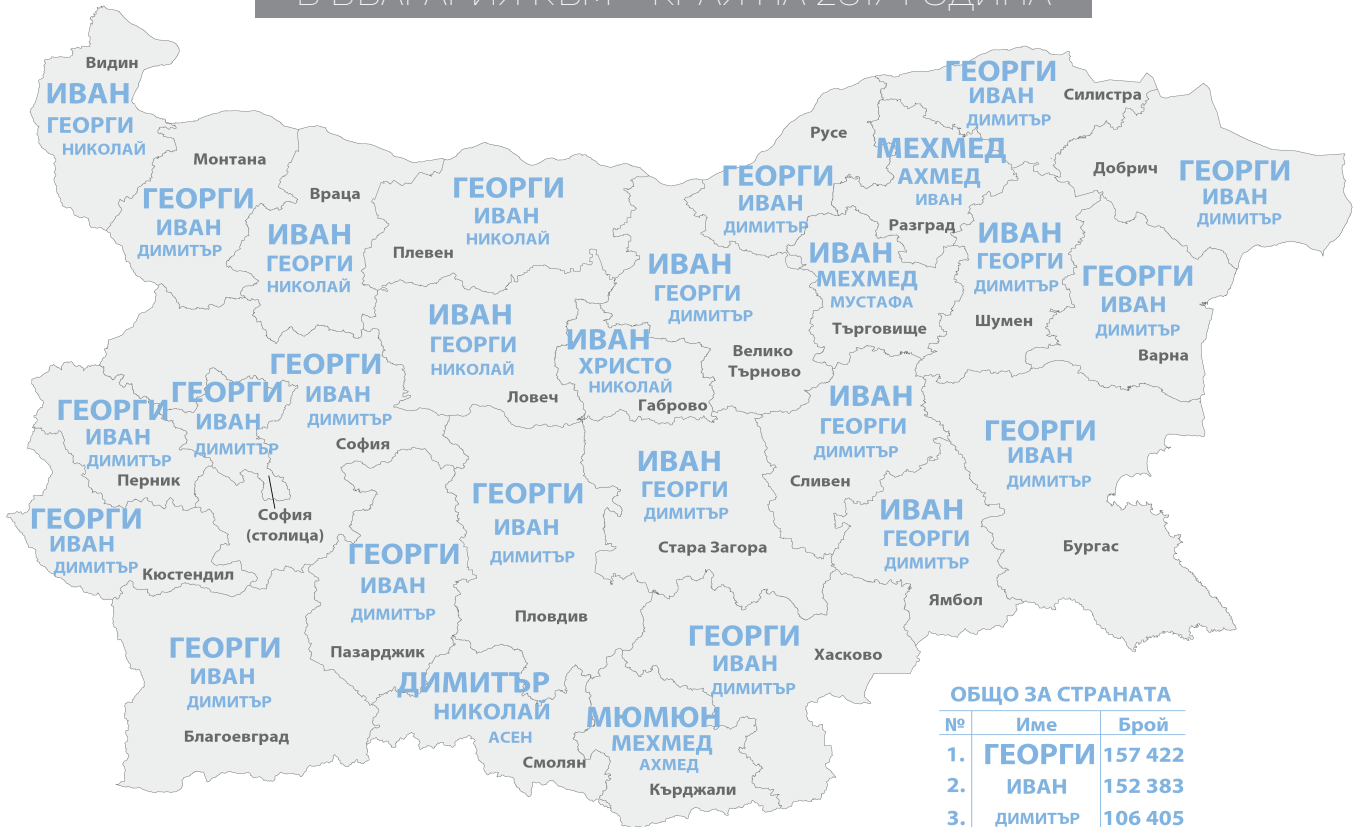 В БЪЛГАРИЯ КЪМ КРАЯ НА 2017 ГОДИНА
Видин
ИВАН
ГЕОРГИ
НИКОЛАЙ
Монтана
ГЕОРГИ
ИВАН
ДИМИТЪР
Враца
ИВАН
ГЕОРГИ
НИКОЛАЙ
Плевен
ГЕОРГИ
ИВАН
НИКОЛАЙ
Ловеч
ИВАН
ГЕОРГИ
НИКОЛАЙ
Габрово
ИВАН
ХРИСТО
НИКОЛАЙ
Велико
Търново
ИВАН
ГЕОРГИ
ДИМИТЪР
Русе
ГЕОРГИ
ИВАН
ДИМИТЪР
Силистра
ГЕОРГИ
ИВАН
ДИМИТЪР
Разград
МЕХМЕД
АХМЕД
ИВАН
Добрич
ГЕОРГИ
ИВАН
ДИМИТЪР
Търговище
ИВАН
МЕХМЕД
МУСТАФА
Шумен
ИВАН
ГЕОРГИ
ДИМИТЪР
Варна
ГЕОРГИ
ИВАН
ДИМИТЪР
София
ГЕОРГИ
ИВАН
ДИМИТЪР
София
(столица)
ГЕОРГИ
ИВАН
ДИМИТЪР
Перник
ГЕОРГИ
ИВАН
ДИМИТЪР
Кюстендил
ГЕОРГИ
ИВАН
ДИМИТЪР
Благоевград
ГЕОРГИ
ИВАН
ДИМИТЪР
Пазарджик
ГЕОРГИ
ИВАН
ДИМИТЪР
Пловдив
ГЕОРГИ
ИВАН
ДИМИТЪР
Стара Загора
ИВАН
ГЕОРГИ
ДИМИТЪР
Сливен
ИВАН
ГЕОРГИ
ДИМИТЪР
Ямбол
ИВАН
ГЕОРГИ
ДИМИТЪР
Бургас
ГЕОРГИ
ИВАН
ДИМИТЪР
Хасково
ГЕОРГИ
ИВАН
ДИМИТЪР
Смолян
ДИМИТЪР
НИКОЛАЙ
АСЕН
Кърджали
МЮМЮН
МЕХМЕД
АХМЕД
ОБЩО ЗА СТРАНАТА
№ Име Брой
1. ГЕОРГИ 157 422
2. ИВАН 152 383
3. ДИМИТЪР 106 405